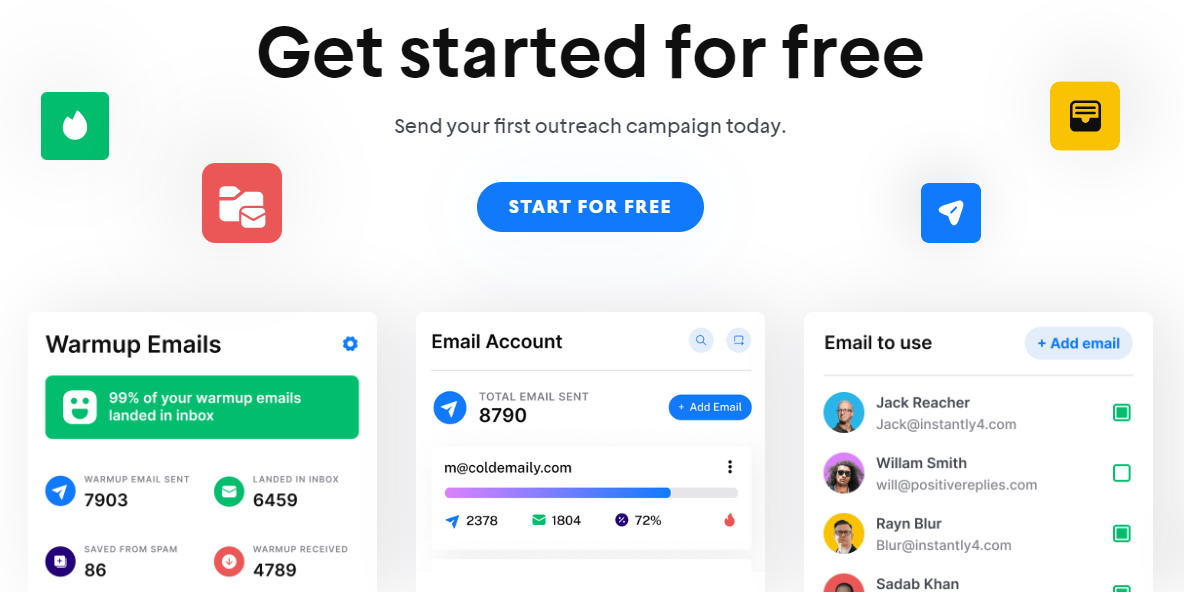 Get started for free
Send your first outreach campaign today.
START FOR FREE
Warmup Emails
99% of your warmup emails
landed in inbox
WARMUP EMAIL SENT
7903
LANDED IN INBOX
6459
SAVED FROM SPAM
86
WARMUP RECEIVED
4789
Email Account
TOTAL EMAIL SENT
8790
+ Add Email
m@coldemaily.com
2378 1804 72%
Email to use
+ Add email
Jack Reacher
Jack@instantly4.com
Willam Smith
will@positivereplies.com
Rayn Blur
Blur@instantly4.com
Sadab Khan